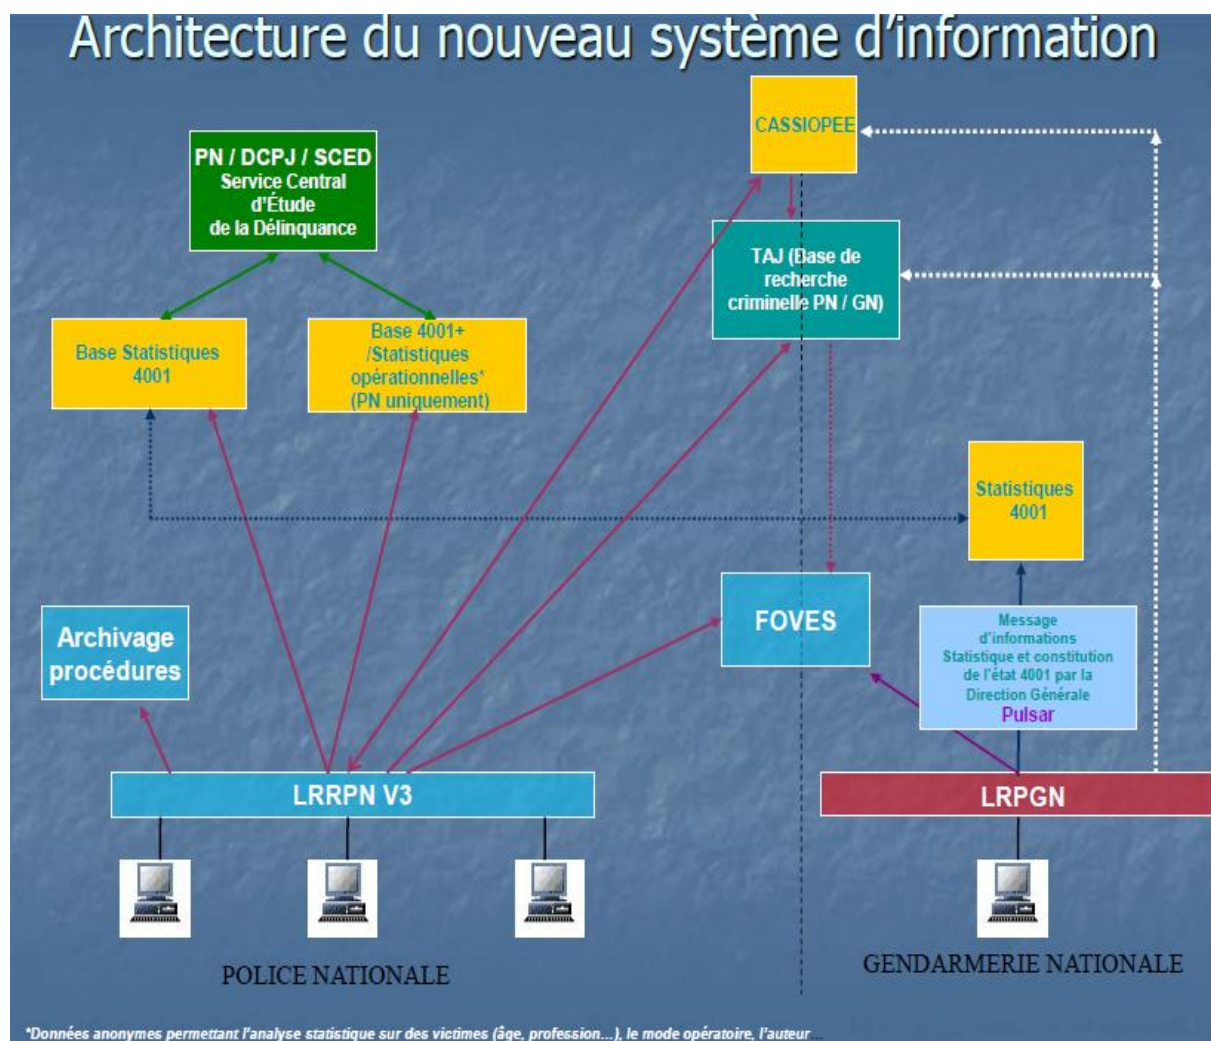 Architecture du nouveau système d'information
CASSIOPEE
PN / DCPJ / SCED
Service Central
d'Étude
de la Délinquance
TAJ (Base de
recherche
criminelle PN / GN)
Base Statistiques
4001
Base 4001+
/Statistiques
opérationnelles*
(PN uniquement)
Statistiques
4001
Archivage
procédures
FOVES
Message
d'informations
Statistique et constitution
de l'état 4001 par la
Direction Générale
Pulsar
LRRPN V3
LRPGN
POLICE NATIONALE
GENDARMERIE NATIONALE
*Données anonymes permettant l'analyse statistique sur des victimes (âge, profession...), le mode opératoire, l'auteur...